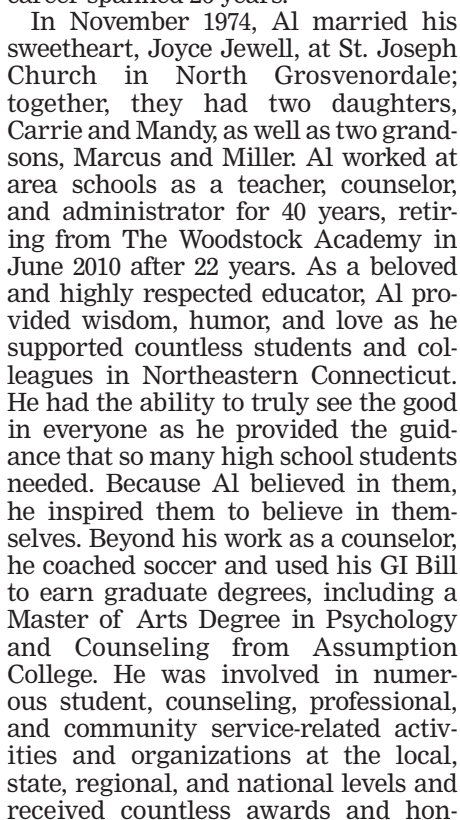 career spanned 20 years.
In November 1974, Al married his
sweetheart, Joyce Jewell, at St. Joseph
Church in North Grosvenordale;
together, they had two daughters,
Carrie and Mandy, as well as two grand-
sons, Marcus and Miller. Al worked at
area schools as a teacher, counselor,
and administrator for 40 years, retir-
ing from The Woodstock Academy in
June 2010 after 22 years. As a beloved
and highly respected educator, Al pro-
vided wisdom, humor, and love as he
supported countless students and col-
leagues in Northeastern Connecticut.
He had the ability to truly see the good
in everyone as he provided the guid-
ance that so many high school students
needed. Because Al believed in them,
he inspired them to believe in them-
selves. Beyond his work as a counselor,
he coached soccer and used his GI Bill
to earn graduate degrees, including a
Master of Arts Degree in Psychology
and Counseling from Assumption
College. He was involved in numer-
ous student, counseling, professional,
and community service-related activ-
ities and organizations at the local,
state, regional, and national levels and
received countless awards and hon-